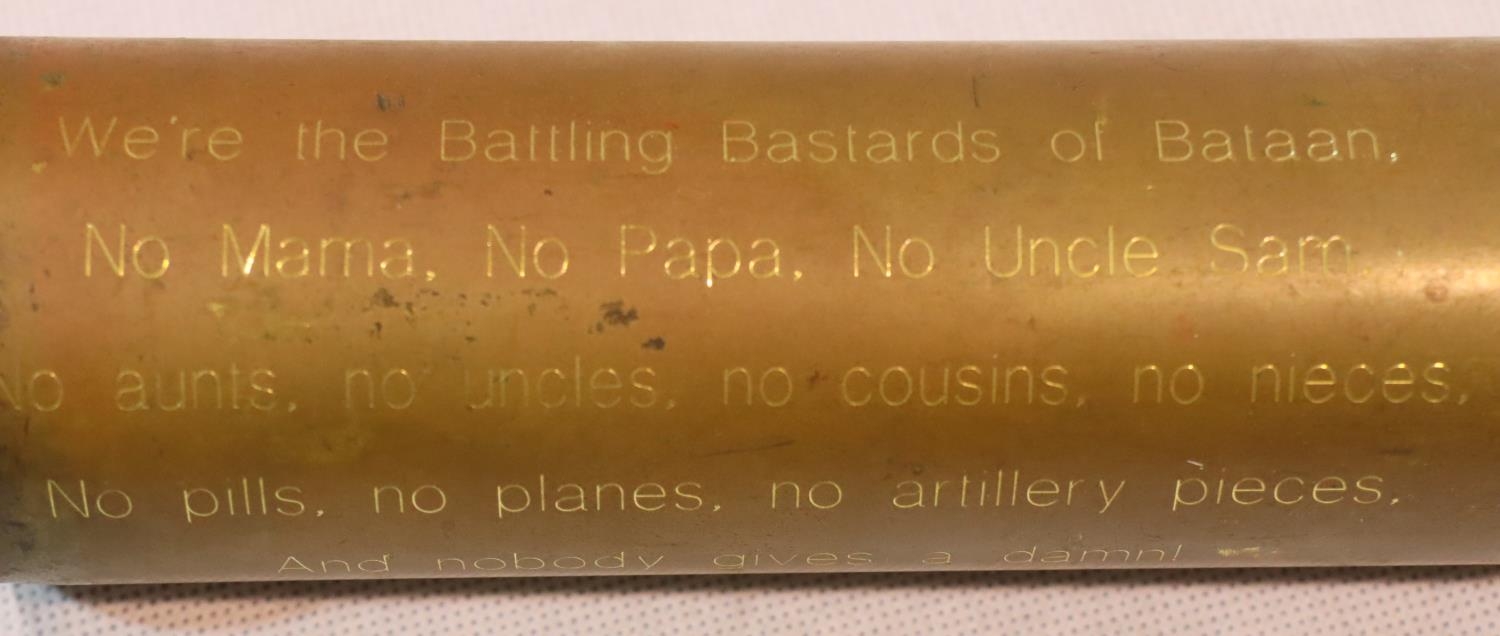 We're the Battling Bastards of Bataan,
No Mama, No Papa, No Uncle Sam.
No aunts, no uncles, no cousins, no nieces,
No pills, no planes, no artillery pieces,
And nobody gives a damn!